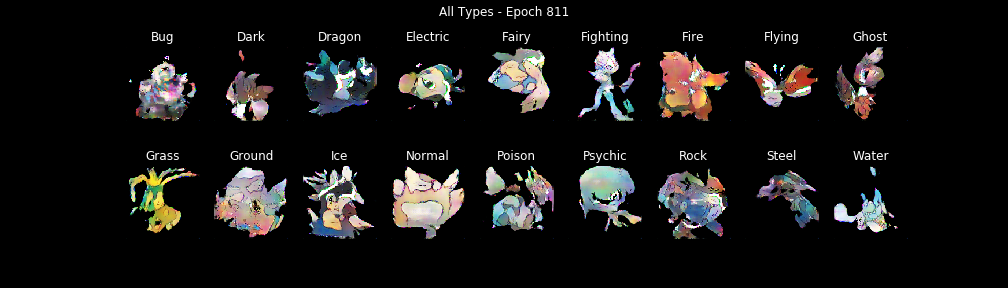 All Types - Epoch 811
Bug Dark Dragon Electric Fairy Fighting Fire Flying Ghost
Grass Ground Ice Normal Poison Psychic Rock Steel Water